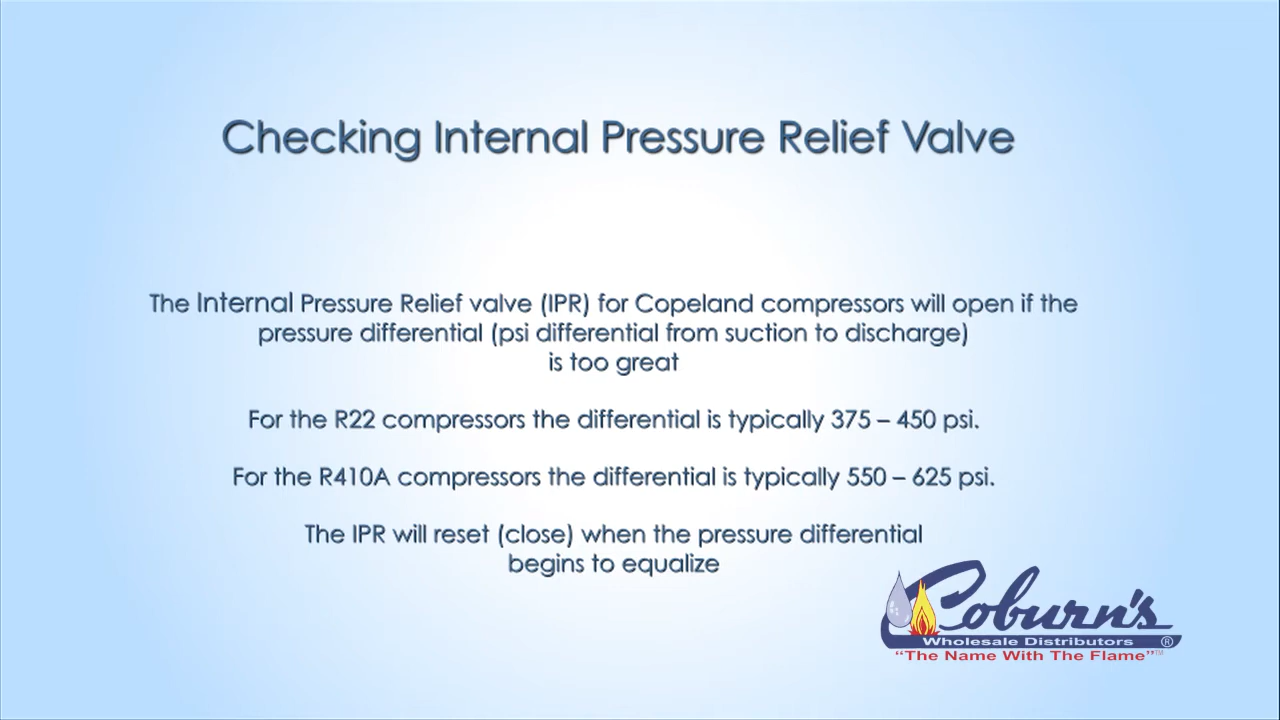 Checking Internal Pressure Relief Valve
The Internal Pressure Relief valve (IPR) for Copeland compressors will open if the
pressure differential (psi differential from suction to discharge)
is too great
For the R22 compressors the differential is typically 375 – 450 psi.
For the R410A compressors the differential is typically 550 – 625 psi.
The IPR will reset (close) when the pressure differential
begins to equalize
Coburn's
Wholesale Distributors ®
“The Name With The Flame”™